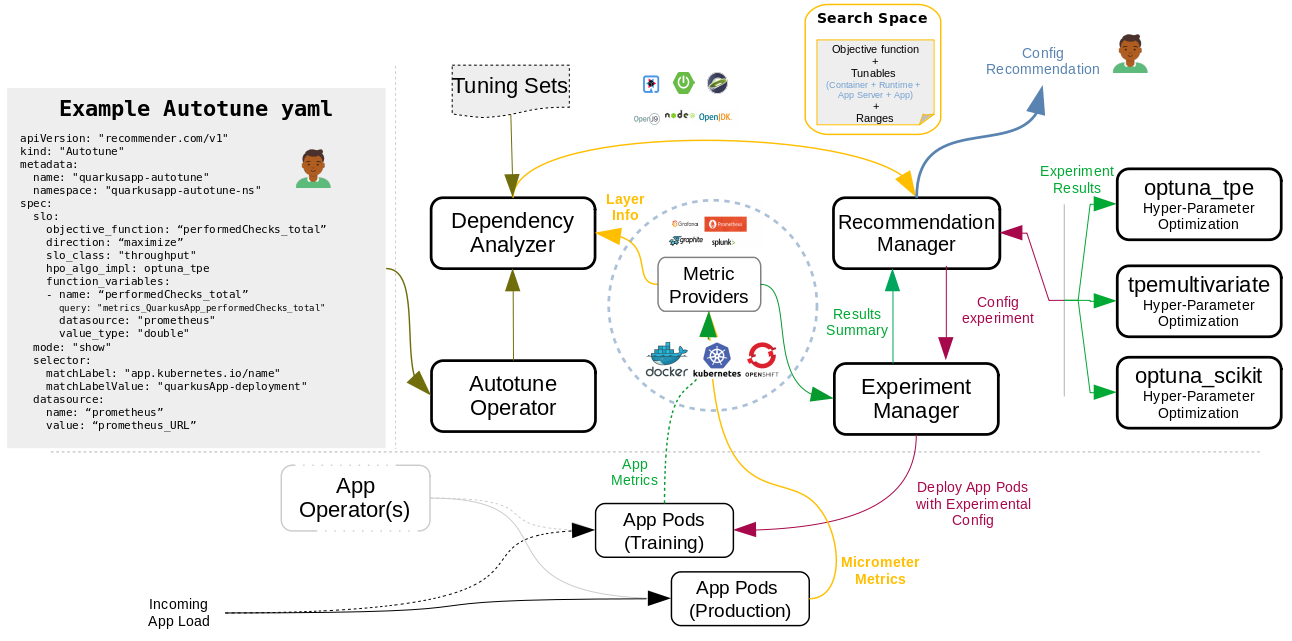 Example Autotune yaml
apiVersion: "recommender.com/v1"
kind: "Autotune"
metadata:
  name: "quarkusapp-autotune"
  namespace: "quarkusapp-autotune-ns"
spec:
  slo:
    objective_function: “performedChecks_total”
    direction: “maximize”
    slo_class: "throughput"
    hpo_algo_impl: optuna_tpe
    function_variables:
    - name: “performedChecks_total”
      query: "metrics_QuarkusApp_performedChecks_total"
      datasource: "prometheus"
      value_type: "double"
  mode: "show"
  selector:
    matchLabel: "app.kubernetes.io/name"
    matchLabelValue: "quarkusApp-deployment"
  datasource:
    name: “prometheus”
    value: “prometheus_URL”
Tuning Sets
OpenJ9
node
OpenJDK
Search Space
Objective function
+
Tunables
(Container + Runtime +
App Server + App)
+
Ranges
Config
Recommendation
Dependency
Analyzer
Layer
Info
Grafana
Prometheus
graphite
splunk>
Metric
Providers
docker
kubernetes
OPENSHIFT
Recommendation
Manager
Experiment
Results
optuna_tpe
Hyper-Parameter
Optimization
tpemultivariate
Hyper-Parameter
Optimization
optuna_scikit
Hyper-Parameter
Optimization
Results
Summary
Config
experiment
Autotune
Operator
Experiment
Manager
App
Operator(s)
App
Metrics
Deploy App Pods
with Experimental
Config
App Pods
(Training)
Micrometer
Metrics
App Pods
(Production)
Incoming
App Load